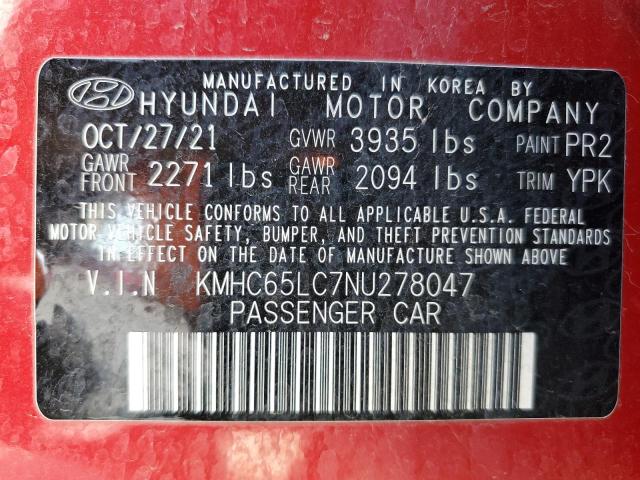 MANUFACTURED IN KOREA BY
HYUNDAI MOTOR COMPANY
OCT/27/21 GVWR 3935 lbs PAINT PR2
GAWR FRONT 2271 lbs GAWR REAR 2094 lbs TRIM YPK
THIS VEHICLE CONFORMS TO ALL APPLICABLE U.S.A. FEDERAL
MOTOR VEHICLE SAFETY, BUMPER, AND THEFT PREVENTION STANDARDS
IN EFFECT ON THE DATE OF MANUFACTURE SHOWN ABOVE.
V.I.N KMHC65LC7NU278047
PASSENGER CAR